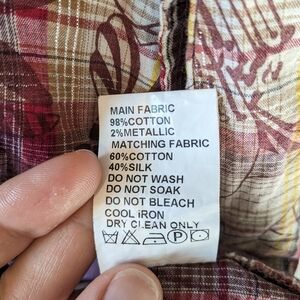 MAIN FABRIC
98%COTTON
2%METALLIC
MATCHING FABRIC
60%COTTON
40%SILK
DO NOT WASH
DO NOT SOAK
DO NOT BLEACH
COOL IRON
DRY CLEAN ONLY
P